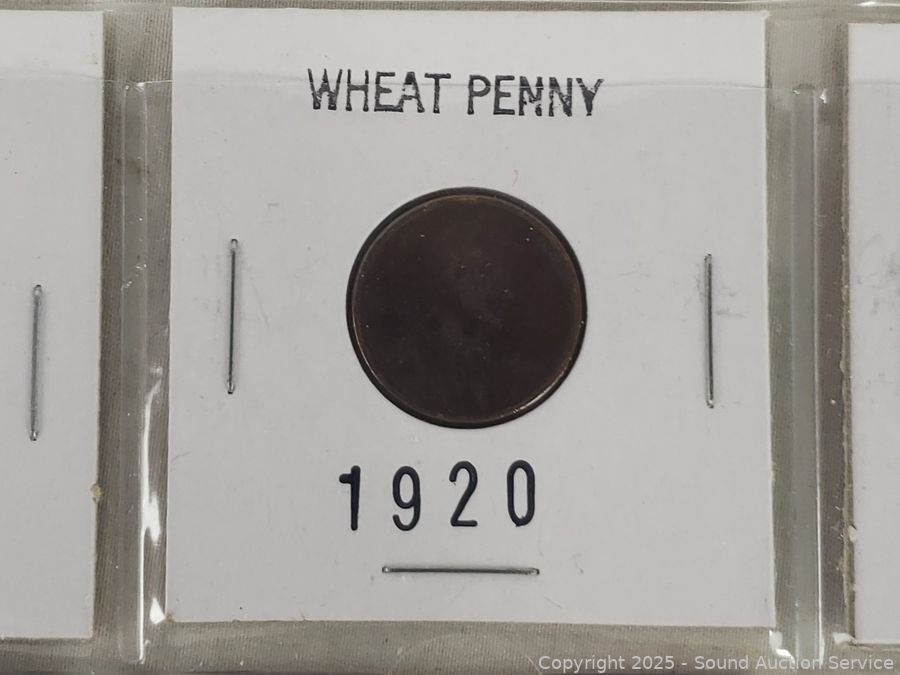 WHEAT PENNY
1920
Copyright 2025 - Sound Auction Service